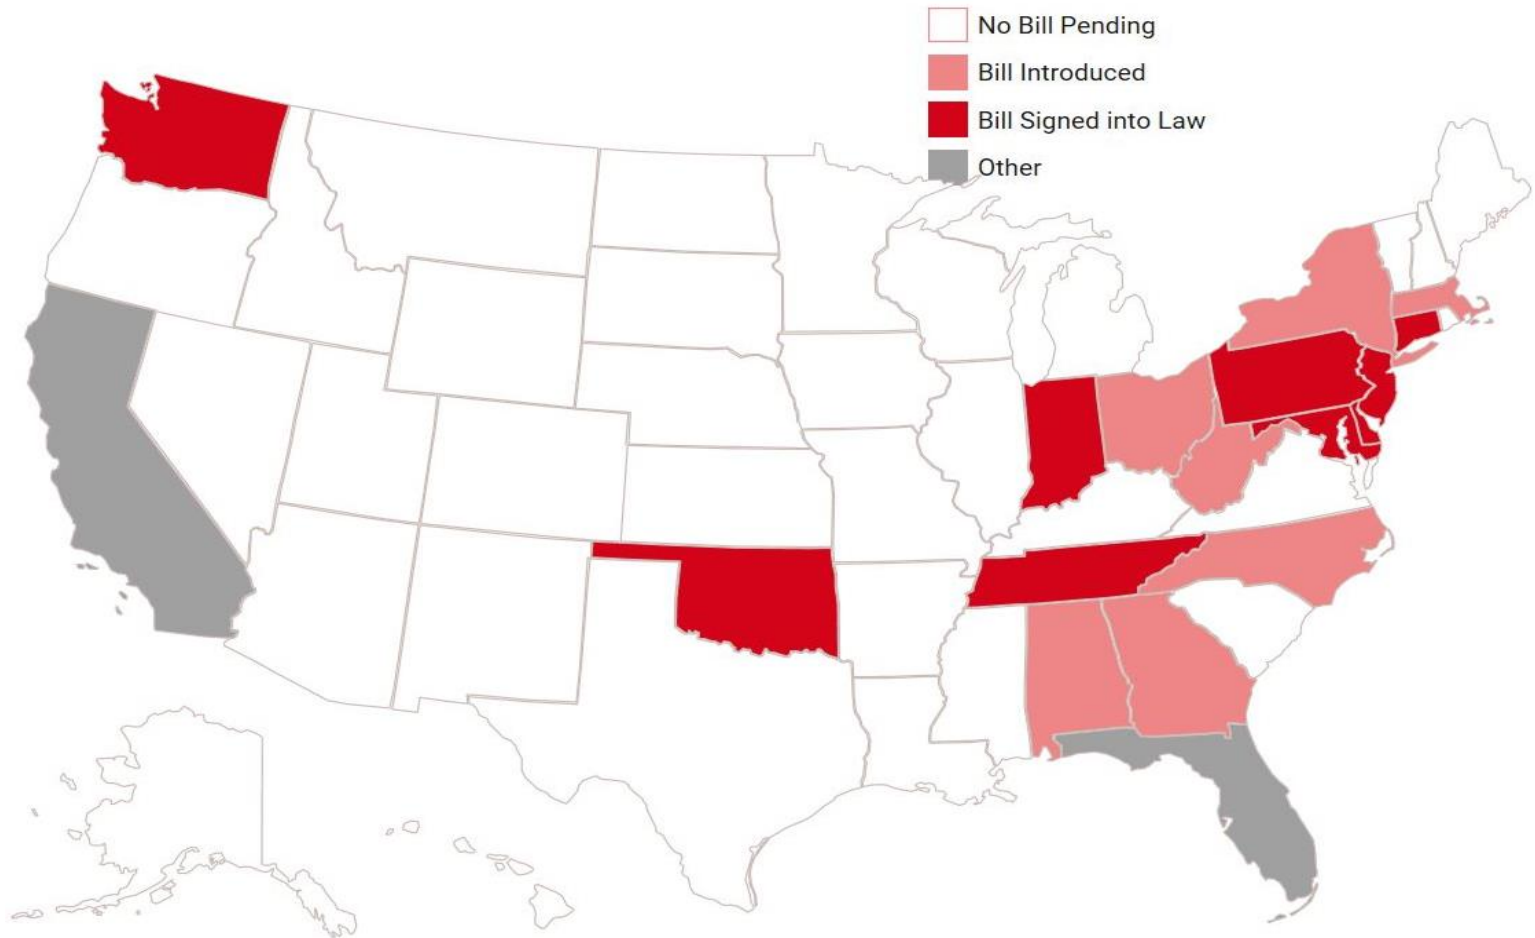 No Bill Pending
Bill Introduced
Bill Signed into Law
Other